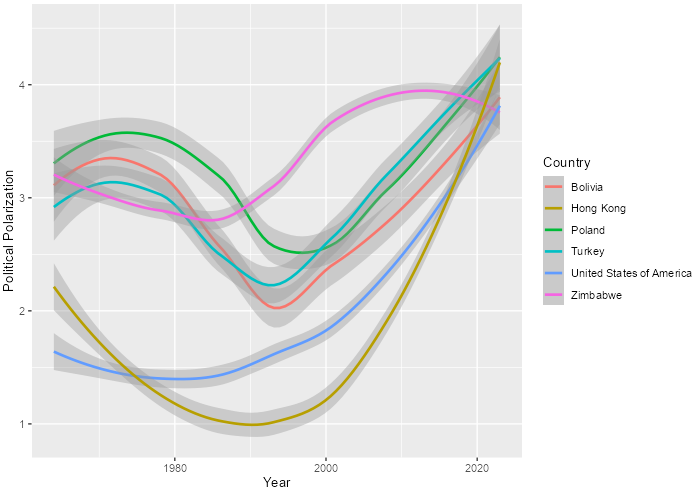 Political Polarization
4
3
2
1
1980
2000
2020
Year
Country
Bolivia
Hong Kong
Poland
Turkey
United States of America
Zimbabwe